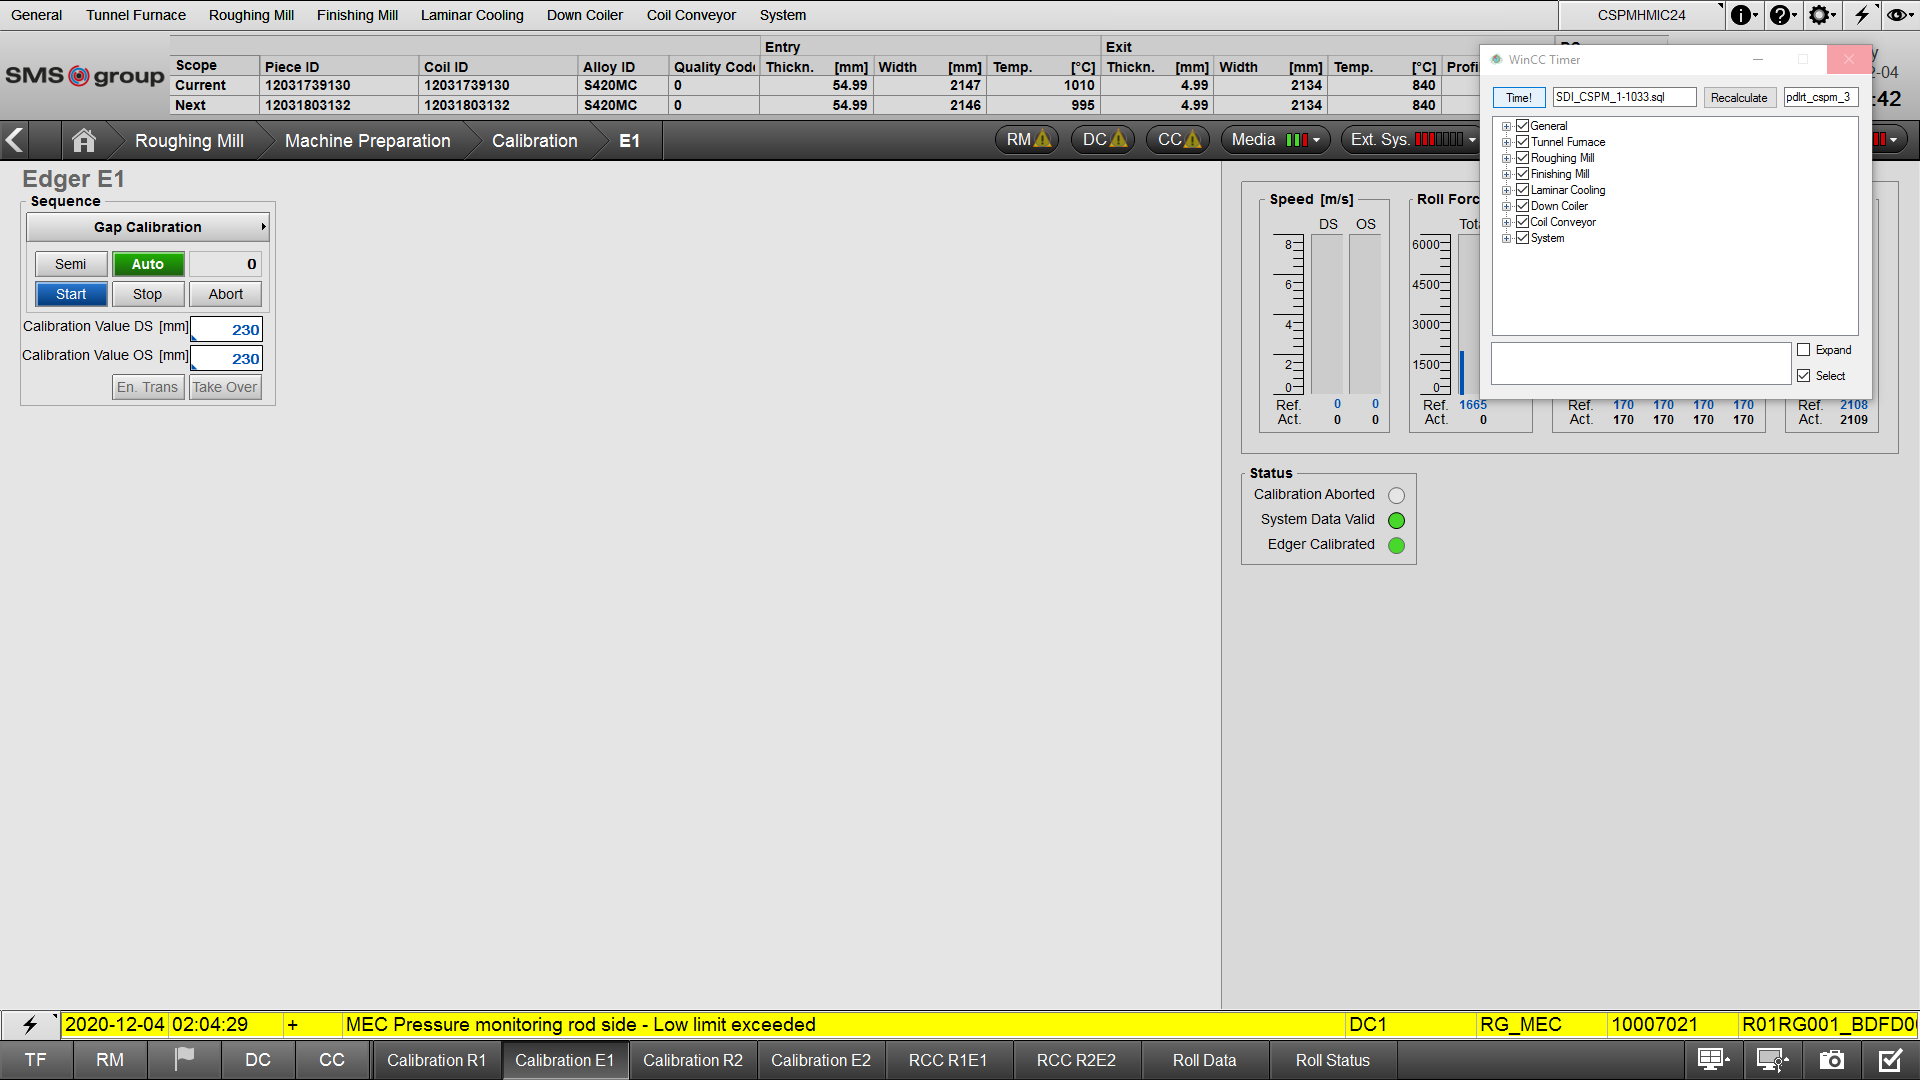 General Tunnel Furnace Roughing Mill Finishing Mill Laminar Cooling Down Coiler Coil Conveyor System CSPMHMIC24
SMS group
Entry Exit
Scope Piece ID Coil ID Alloy ID Quality Code Thickn. [mm] Width [mm] Temp. [°C] Thickn. [mm] Width [mm] Temp. [°C] Profi
Current 12031739130 12031739130 S420MC 0 54.99 2147 1010 4.99 2134 840
Next 12031803132 12031803132 S420MC 0 54.99 2146 995 4.99 2134 840
-04
:42
Roughing Mill Machine Preparation Calibration E1 RM DC CC Media Ext. Sys.
WinCC Timer
Time! SDI_CSPM_1-1033.sql Recalculate pdlrt_cspm_3
General
Tunnel Furnace
Roughing Mill
Finishing Mill
Laminar Cooling
Down Coiler
Coil Conveyor
System
Expand
Select
Edger E1
Sequence
Gap Calibration
Semi Auto 0
Start Stop Abort
Calibration Value DS [mm] 230
Calibration Value OS [mm] 230
En. Trans Take Over
Speed [m/s]
DS OS
8
6
4
2
0
Ref. 0 0
Act. 0 0
Roll Forc
Tota
6000
4500
3000
1500
0
Ref. 1665
Act. 0
Ref. 170 170 170 170
Act. 170 170 170 170
Ref. 2108
Act. 2109
Status
Calibration Aborted
System Data Valid
Edger Calibrated
2020-12-04 02:04:29 + MEC Pressure monitoring rod side - Low limit exceeded DC1 RG_MEC 10007021 R01RG001_BDFD0
TF RM DC CC Calibration R1 Calibration E1 Calibration R2 Calibration E2 RCC R1E1 RCC R2E2 Roll Data Roll Status